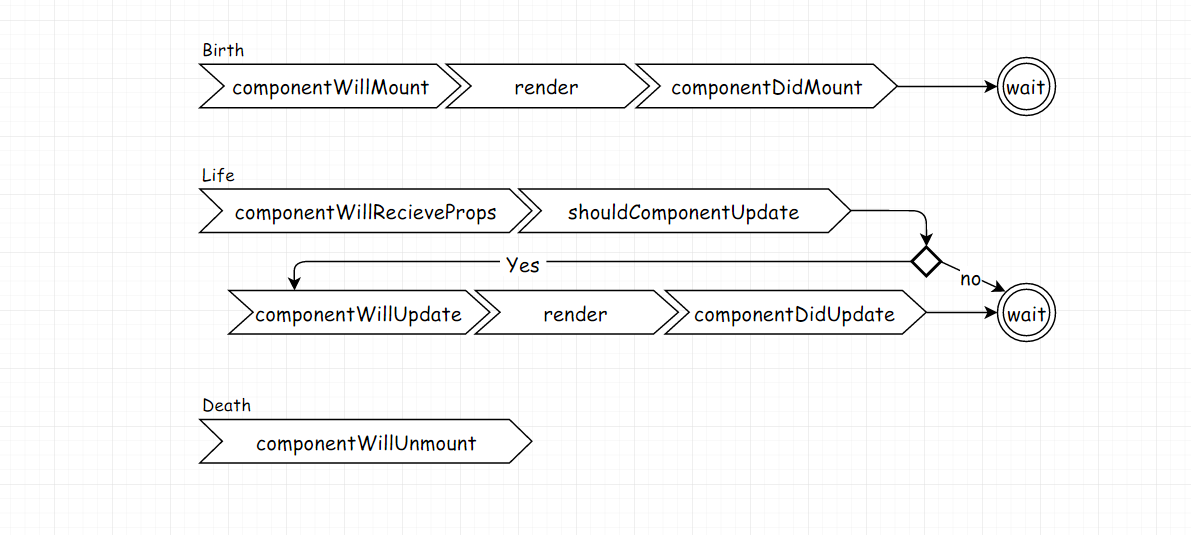 Birth
componentWillMount render componentDidMount wait
Life
componentWillRecieveProps shouldComponentUpdate
Yes
no
componentWillUpdate render componentDidUpdate wait
Death
componentWillUnmount